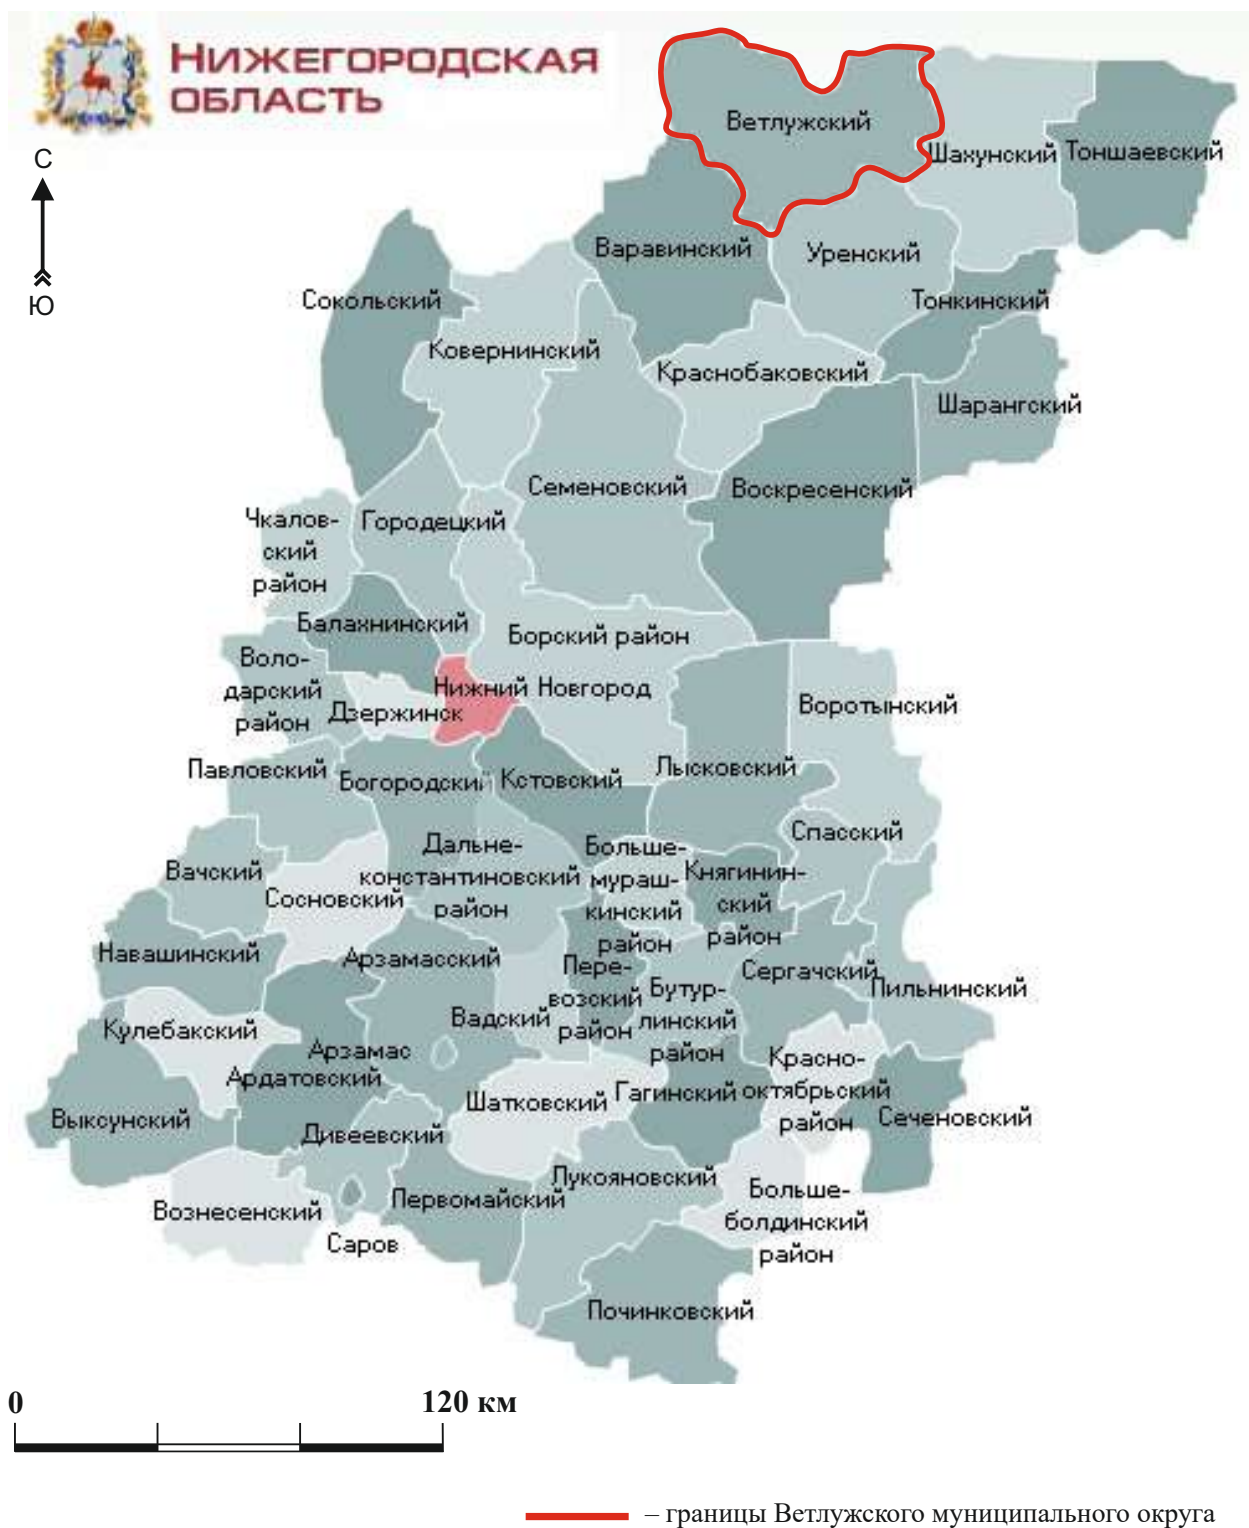 НИЖЕГОРОДСКАЯ
ОБЛАСТЬ
С
Ю
Ветлужский
Шахунский
Тоншаевский
Варавинский
Уренский
Тонкинский
Сокольский
Ковернинский
Краснобаковский
Шарангский
Семеновский
Воскресенский
Чкалов-
ский
район
Городецкий
Балахнинский
Борский район
Воло-
дарский
район
Нижний Новгород
Дзержинск
Воротынский
Павловский
Богородский
Кстовский
Лысковский
Спасский
Вачский
Сосновский
Дальне-
константиновский
район
Больше-
мураш-
кинский
район
Княгинин-
ский
район
Навашинский
Арзамасский
Пере-
возский
район
Сергачский
Пильнинский
Бутур-
линский
район
Вадский
Кулебакский
Арзамас
Ардатовский
Выксунский
Шатковский
Гагинский
Красно-
октябрьский
район
Сеченовский
Дивеевский
Лукояновский
Первомайский
Вознесенский
Саров
Больше-
болдинский
район
Починковский
0
120 км
– границы Ветлужского муниципального округа